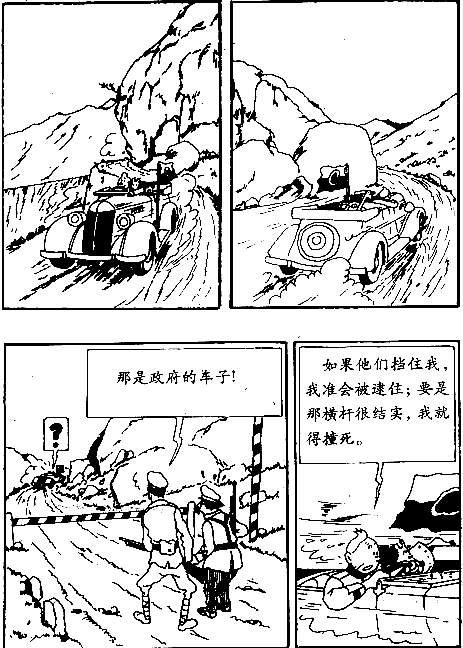 那是政府的车子！
?
如果他们挡住我，
我准会被逮住；要是
那横杆很结实，我就
得撞死。